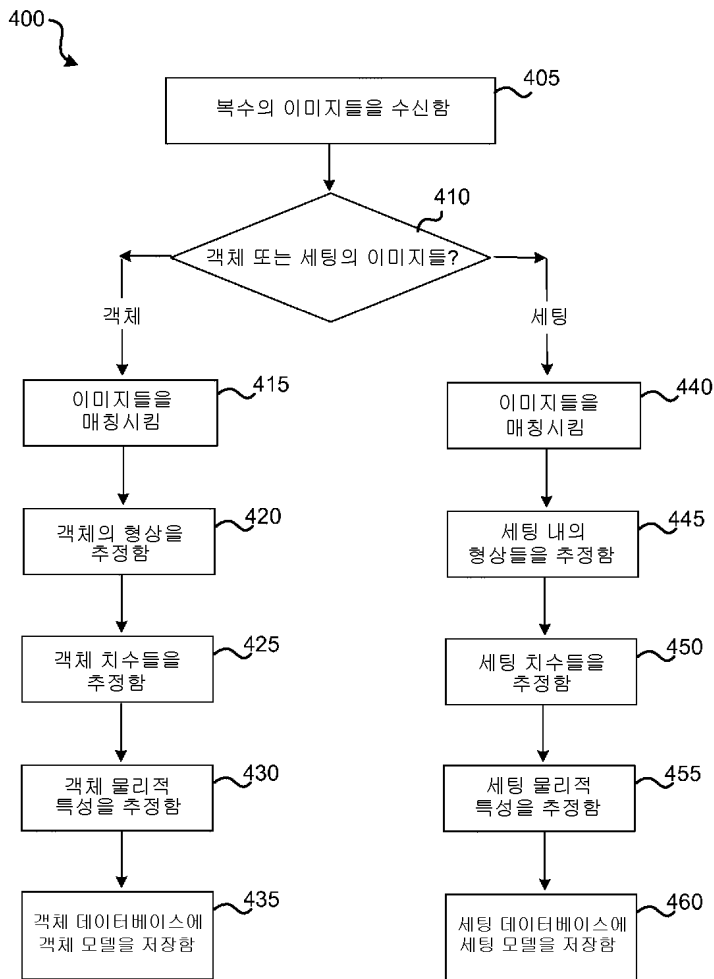 400
복수의 이미지들을 수신함
405
410
객체 또는 세팅의 이미지들?
객체
세팅
이미지들을
매칭시킴
415
객체의 형상을
추정함
420
객체 치수들을
추정함
425
객체 물리적
특성을 추정함
430
객체 데이터베이스에
객체 모델을 저장함
435
이미지들을
매칭시킴
440
세팅 내의
형상들을 추정함
445
세팅 치수들을
추정함
450
세팅 물리적
특성을 추정함
455
세팅 데이터베이스에
세팅 모델을 저장함
460